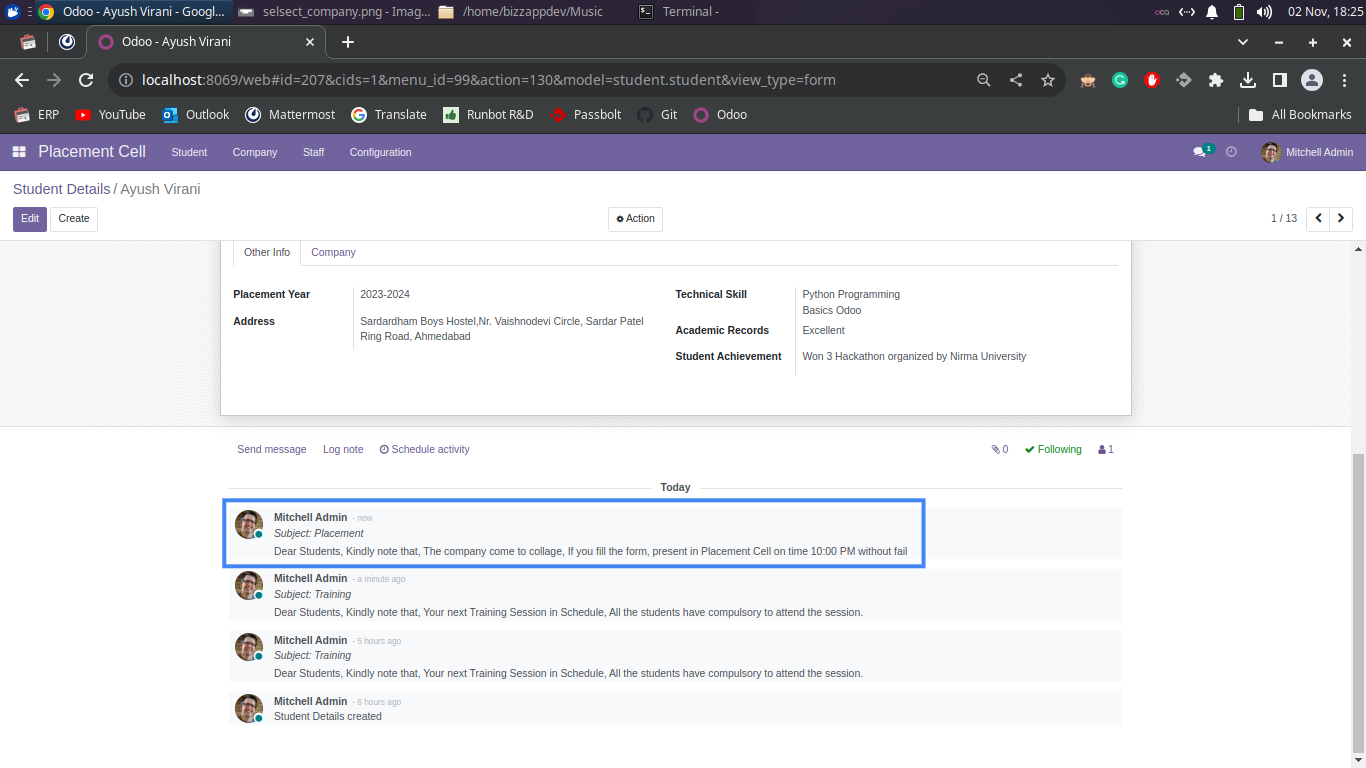 Odoo - Ayush Virani - Googl...
selsect_company.png - Imag...
/home/bizzappdev/Music
Terminal -
02 Nov, 18:25
Odoo - Ayush Virani
localhost:8069/web#id=207&cids=1&menu_id=99&action=130&model=student.student&view_type=form
ERP YouTube Outlook Mattermost Translate Runbot R&D Passbolt Git Odoo All Bookmarks
Placement Cell Student Company Staff Configuration 1 Mitchell Admin
Student Details / Ayush Virani
Edit Create Action 1 / 13
Other Info Company
Placement Year 2023-2024
Address Sardardham Boys Hostel,Nr. Vaishnodevi Circle, Sardar Patel
Ring Road, Ahmedabad
Technical Skill Python Programming
Basics Odoo
Academic Records Excellent
Student Achievement Won 3 Hackathon organized by Nirma University
Send message Log note Schedule activity 0 Following 1
Today
Mitchell Admin - now
Subject: Placement
Dear Students, Kindly note that, The company come to collage, If you fill the form, present in Placement Cell on time 10:00 PM without fail
Mitchell Admin - a minute ago
Subject: Training
Dear Students, Kindly note that, Your next Training Session in Schedule, All the students have compulsory to attend the session.
Mitchell Admin - 5 hours ago
Subject: Training
Dear Students, Kindly note that, Your next Training Session in Schedule, All the students have compulsory to attend the session.
Mitchell Admin - 6 hours ago
Student Details created